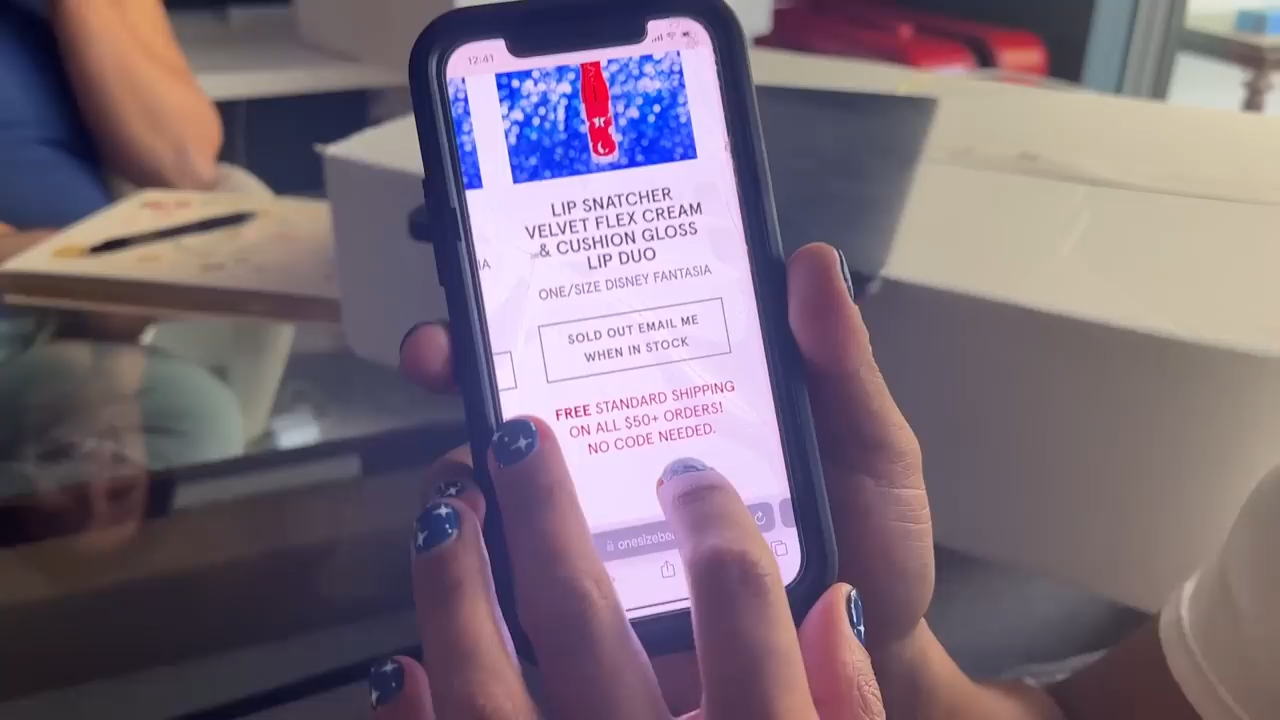 12:41
LIP SNATCHER
VELVET FLEX CREAM
& CUSHION GLOSS
LIP DUO
IA
ONE/SIZE DISNEY FANTASIA
SOLD OUT EMAIL ME
WHEN IN STOCK
FREE STANDARD SHIPPING
ON ALL $50+ ORDERS!
NO CODE NEEDED.
onesizebe